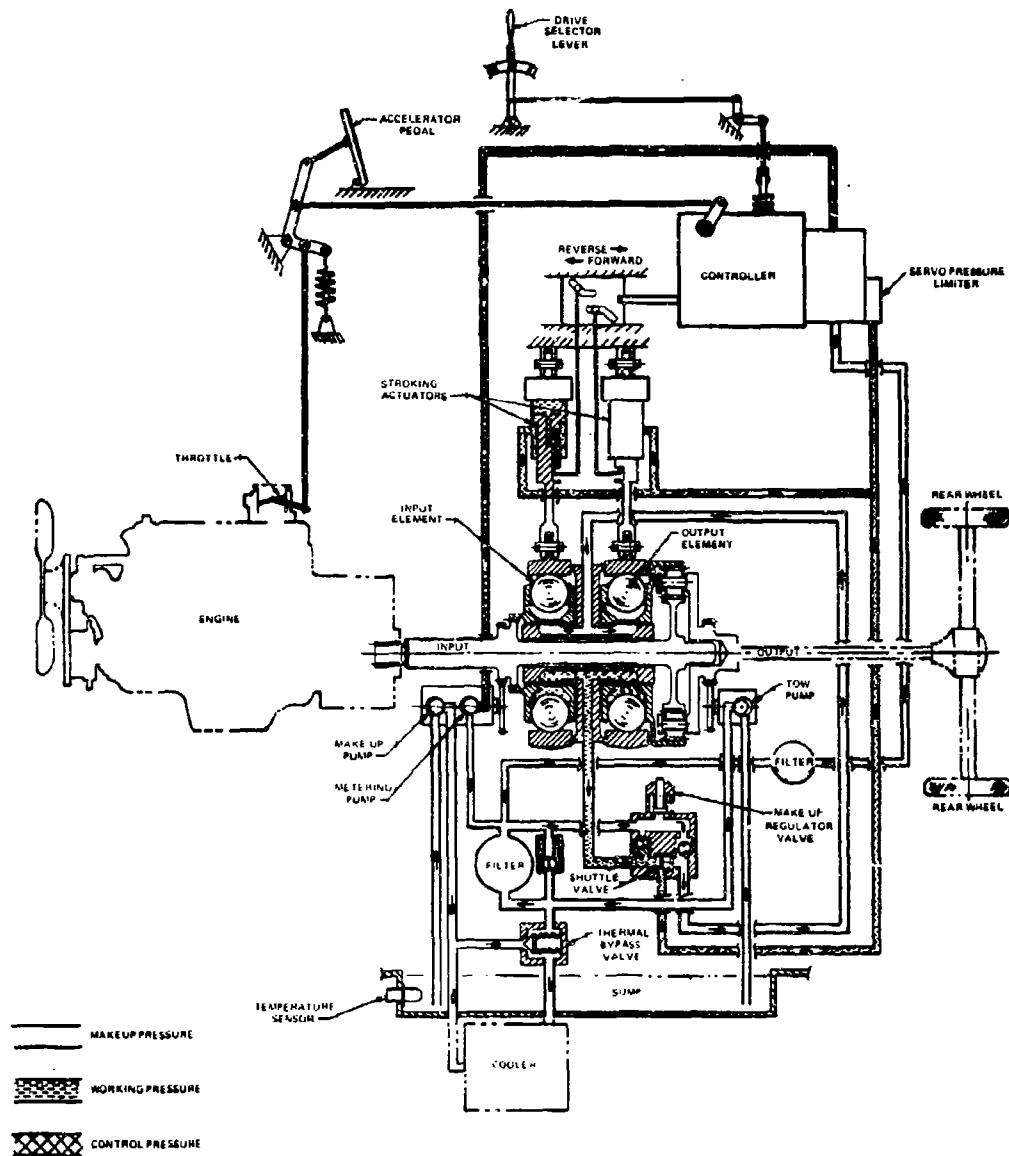 DRIVE
SELECTOR
LEVER
ACCELERATOR
PEDAL
REVERSE
FORWARD
CONTROLLER
SERVO PRESSURE
LIMITER
STROKING
ACTUATORS
THROTTLE
INPUT
ELEMENT
OUTPUT
ELEMENT
REAR WHEEL
ENGINE
INPUT
OUTPUT
TOW
PUMP
MAKE UP
PUMP
METERING
PUMP
FILTER
MAKE UP
REGULATOR
VALVE
REAR WHEEL
FILTER
SHUTTLE
VALVE
THERMAL
BYPASS
VALVE
SUMP
TEMPERATURE
SENSOR
COOLER
MAKEUP PRESSURE
WORKING PRESSURE
CONTROL PRESSURE